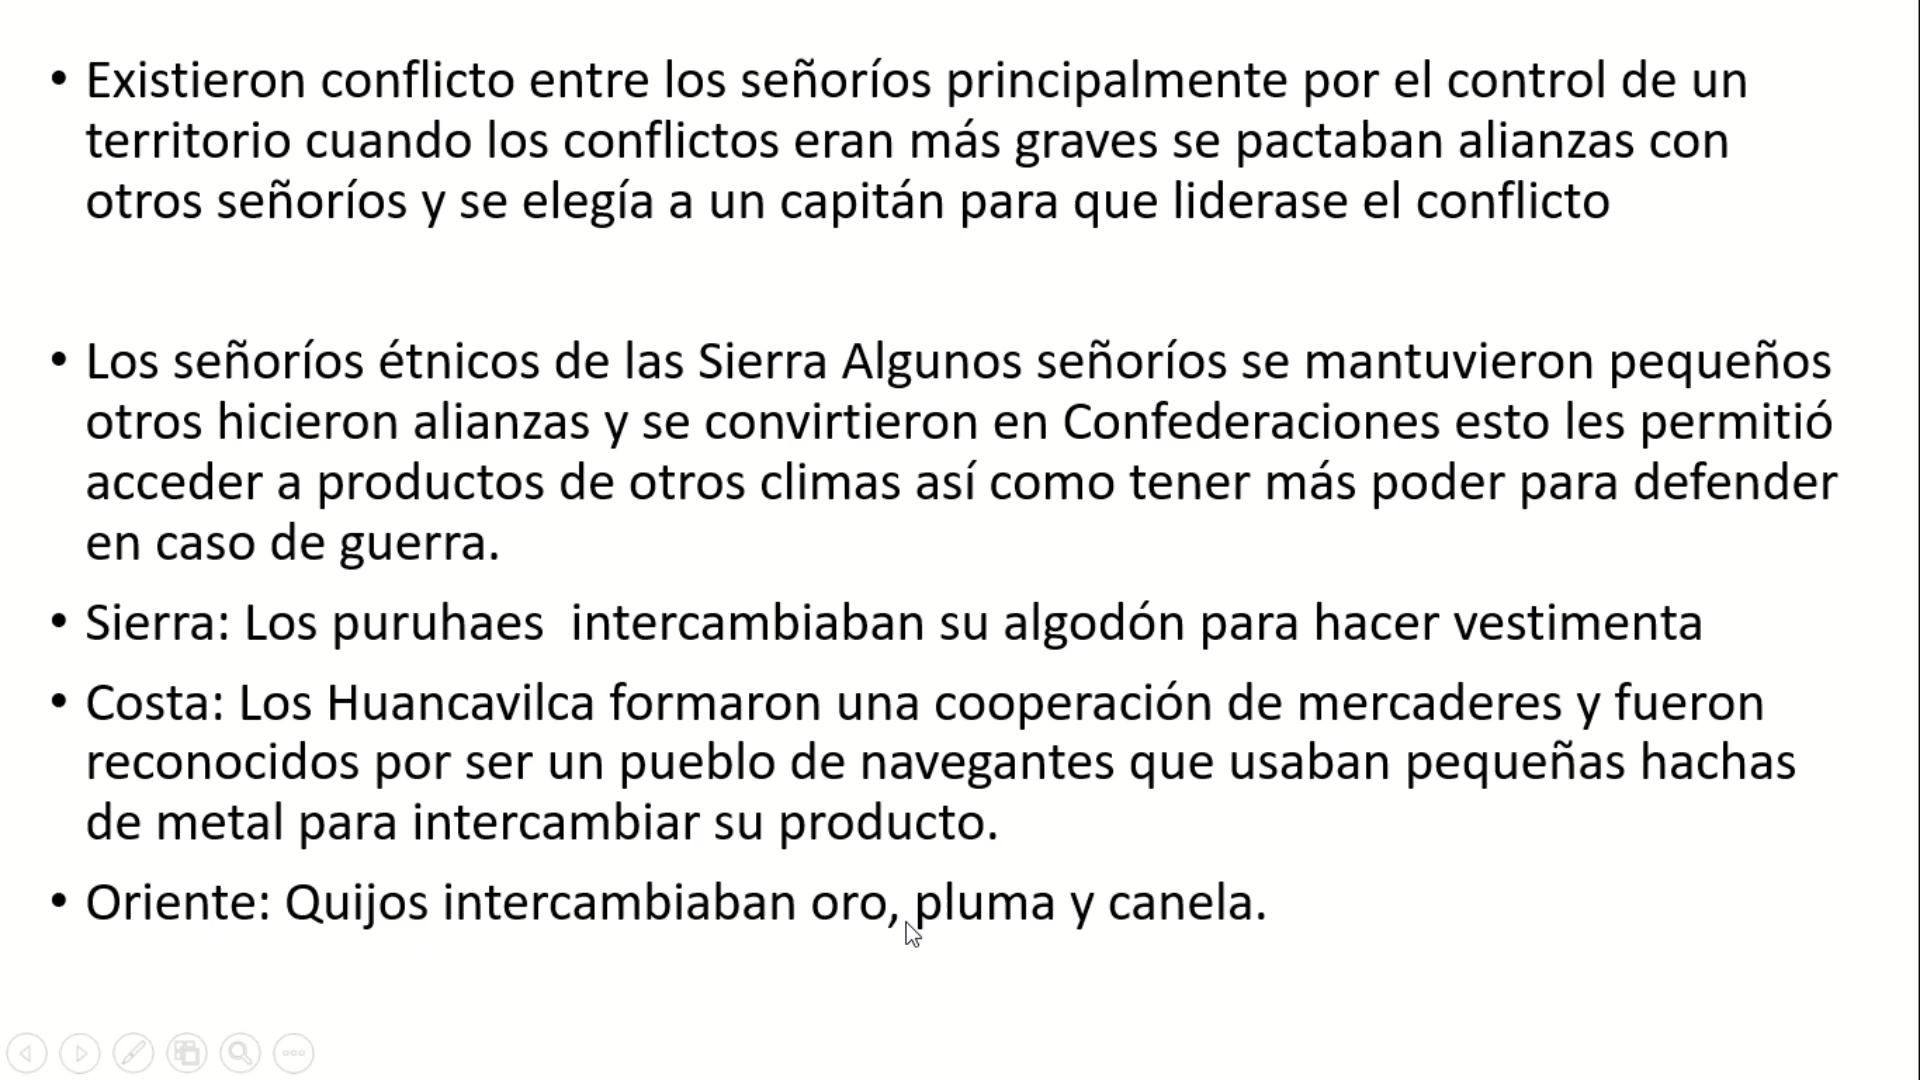 • Existieron conflicto entre los señoríos principalmente por el control de un
territorio cuando los conflictos eran más graves se pactaban alianzas con
otros señoríos y se elegía a un capitán para que liderase el conflicto
• Los señoríos étnicos de las Sierra Algunos señoríos se mantuvieron pequeños
otros hicieron alianzas y se convirtieron en Confederaciones esto les permitió
acceder a productos de otros climas así como tener más poder para defender
en caso de guerra.
• Sierra: Los puruhaes  intercambiaban su algodón para hacer vestimenta
• Costa: Los Huancavilca formaron una cooperación de mercaderes y fueron
reconocidos por ser un pueblo de navegantes que usaban pequeñas hachas
de metal para intercambiar su producto.
• Oriente: Quijos intercambiaban oro, pluma y canela.